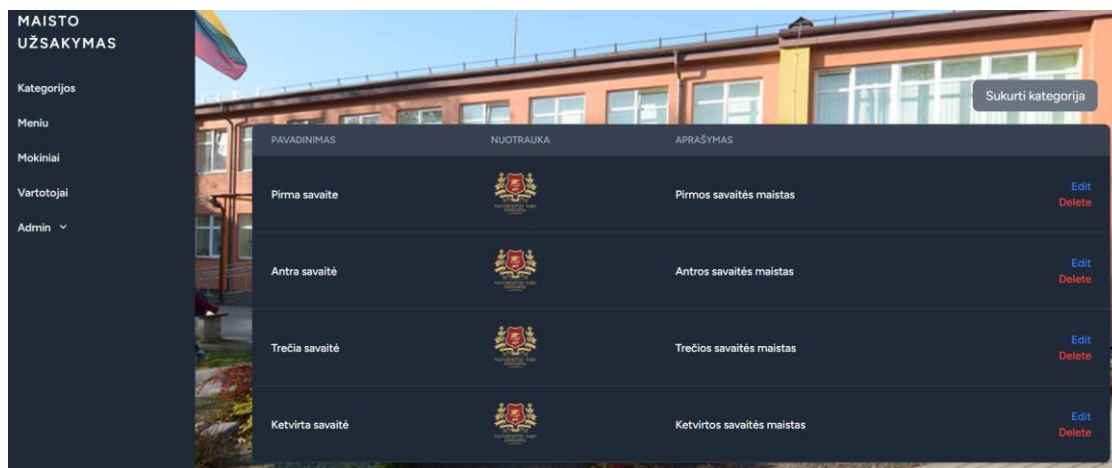 MAISTO
UŽSAKYMAS
Kategorijos
Meniu
Mokiniai
Vartotojai
Admin
Sukurti kategorija
PAVADINIMAS NUOTRAUKA APRAŠYMAS
Pirma savaite Pirmos savaitės maistas Edit
Delete
Antra savaitė Antros savaitės maistas Edit
Delete
Trečia savaitė Trečios savaitės maistas Edit
Delete
Ketvirta savaitė Ketvirtos savaitės maistas Edit
Delete